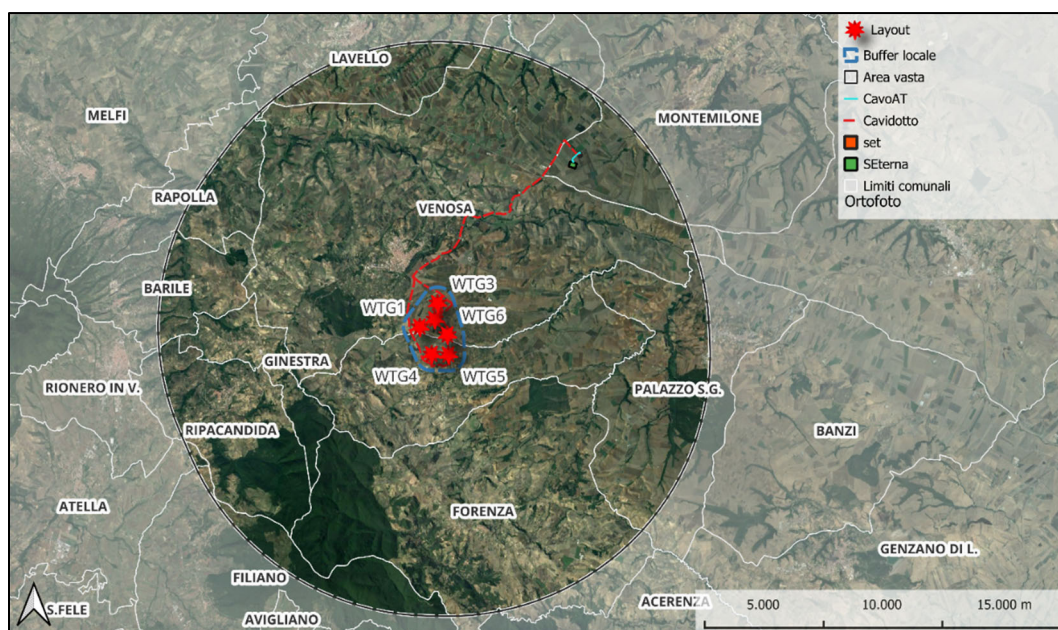 LAVELLO
MELFI
MONTEMILONE
RAPOLLA
VENOSA
BARILE
WTG3
WTG1
WTG6
GINESTRA
WTG4
WTG5
RIONERO IN V.
PALAZZO S.G.
RIPACANDIDA
BANZI
ATELLA
FORENZA
GENZANO DI L.
FILIANO
S.FELE
AVIGLIANO
ACERENZA
Layout
Buffer locale
Area vasta
CavoAT
Cavidotto
set
SEterna
Limiti comunali
Ortofoto
5.000 10.000 15.000 m